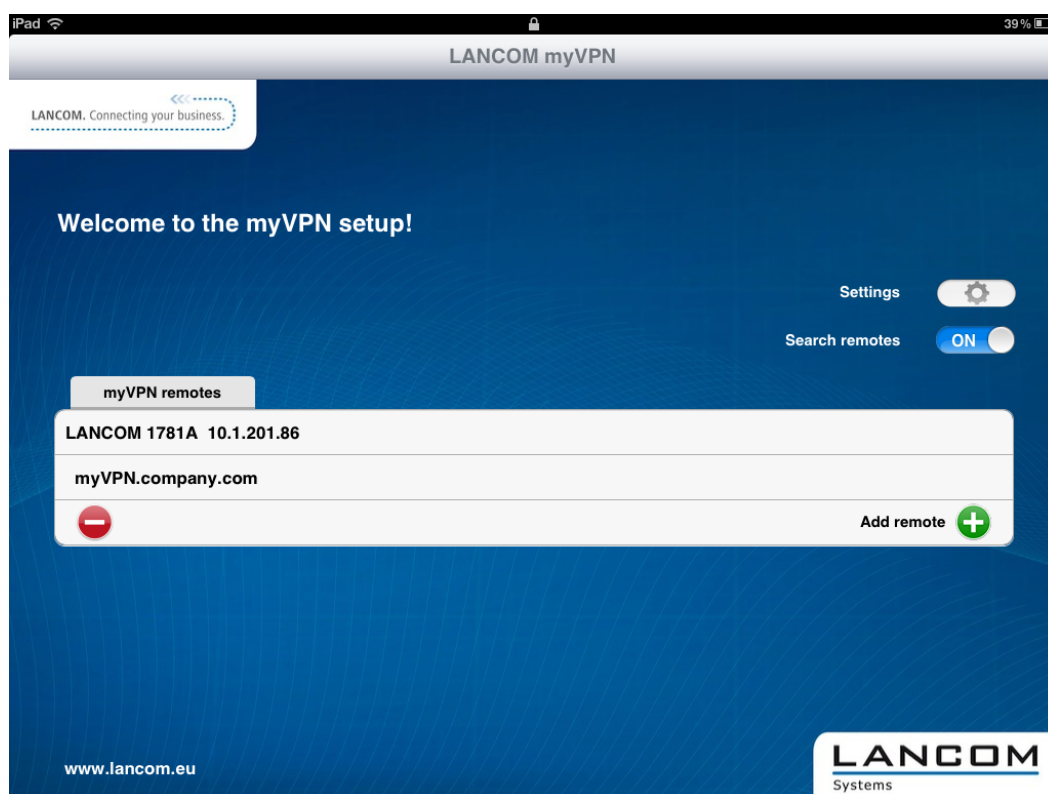 iPad 39%
LANCOM myVPN
LANCOM. Connecting your business.
Welcome to the myVPN setup!
Settings
Search remotes ON
myVPN remotes
LANCOM 1781A 10.1.201.86
myVPN.company.com
Add remote
www.lancom.eu
LANCOM
Systems